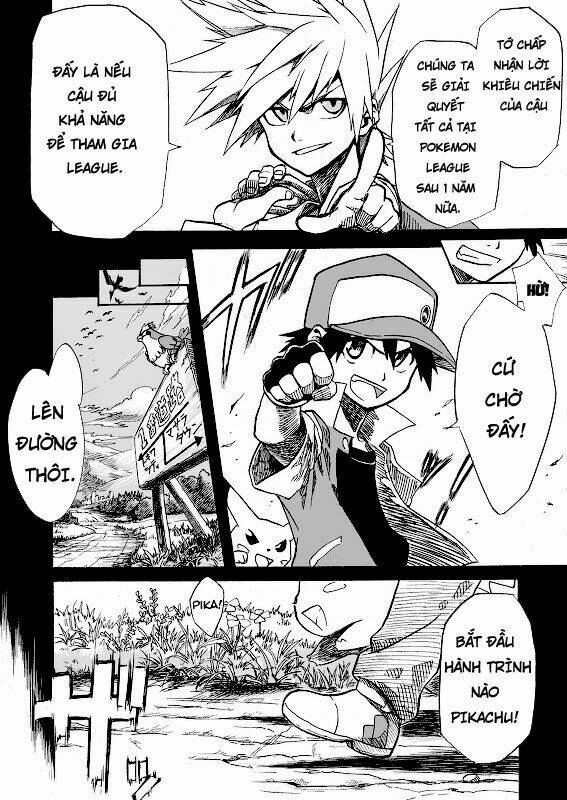 TỚ CHẤP
NHẬN LỜI
KHIÊU CHIẾN
CỦA CẬU
CHÚNG TA
SẼ GIẢI
QUYẾT
TẤT CẢ TẠI
POKEMON
LEAGUE
SAU 1 NĂM
NỮA.
ĐẤY LÀ NẾU
CẬU ĐỦ
KHẢ NĂNG
ĐỂ THAM GIA
LEAGUE.
HỪ!
CỨ
CHỜ
ĐẤY!
LÊN
ĐƯỜNG
THÔI.
PIKA!
BẮT ĐẦU
HÀNH TRÌNH
NÀO
PIKACHU!